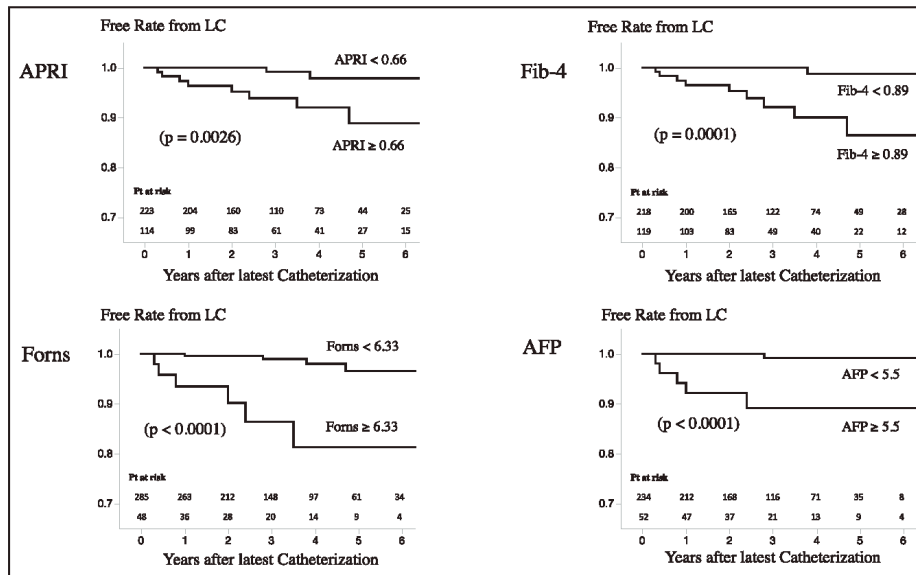 Free Rate from LC
APRI
1.0
0.9
0.8
0.7
APRI < 0.66
(p = 0.0026)
APRI ≥ 0.66
Pt at risk
223 204 160 110 73 44 25
114 99 83 61 41 27 15
0 1 2 3 4 5 6
Years after latest Catheterization
Free Rate from LC
Fib-4
1.0
0.9
0.8
0.7
Fib-4 < 0.89
(p = 0.0001)
Fib-4 ≥ 0.89
Pt at risk
218 200 165 122 74 49 28
119 103 83 49 40 22 12
0 1 2 3 4 5 6
Years after latest Catheterization
Free Rate from LC
Forns
1.0
0.9
0.8
0.7
Forns < 6.33
(p < 0.0001)
Forns ≥ 6.33
Pt at risk
285 263 212 148 97 61 34
48 36 28 20 14 9 4
0 1 2 3 4 5 6
Years after latest Catheterization
Free Rate from LC
AFP
1.0
0.9
0.8
0.7
AFP < 5.5
(p < 0.0001)
AFP ≥ 5.5
Pt at risk
234 212 168 116 71 35 8
52 47 37 21 13 9 4
0 1 2 3 4 5 6
Years after latest Catheterization